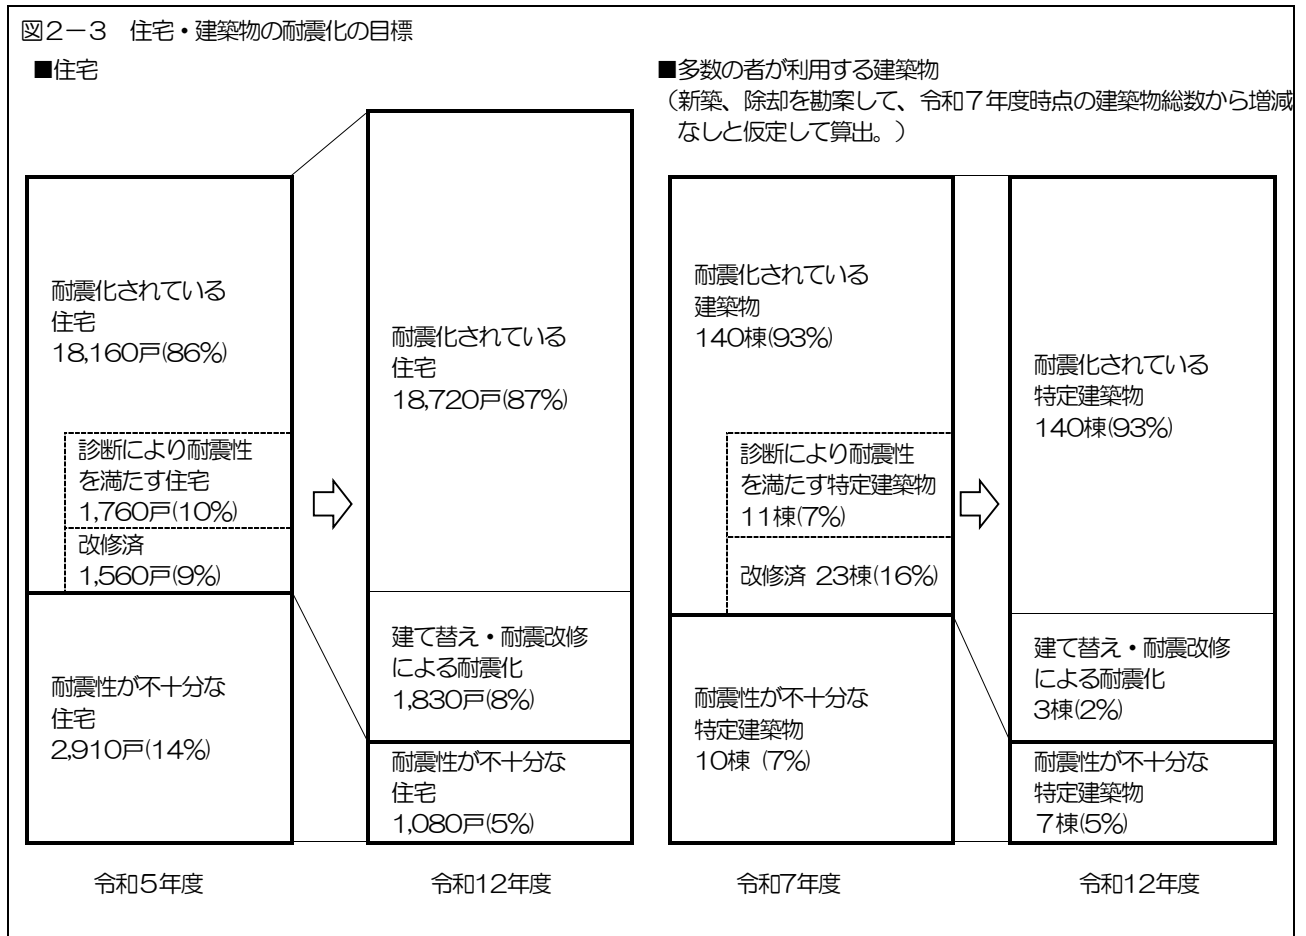 図2-3　住宅・建築物の耐震化の目標
■住宅
耐震化されている
住宅
18,160戸(86%)
診断により耐震性
を満たす住宅
1,760戸(10%)
改修済
1,560戸(9%)
耐震性が不十分な
住宅
2,910戸(14%)
令和5年度
耐震化されている
住宅
18,720戸(87%)
建て替え・耐震改修
による耐震化
1,830戸(8%)
耐震性が不十分な
住宅
1,080戸(5%)
令和12年度
■多数の者が利用する建築物
（新築、除却を勘案して、令和7年度時点の建築物総数から増減
なしと仮定して算出。）
耐震化されている
建築物
140棟(93%)
診断により耐震性
を満たす特定建築物
11棟(7%)
改修済 23棟(16%)
耐震性が不十分な
特定建築物
10棟 (7%)
令和7年度
耐震化されている
特定建築物
140棟(93%)
建て替え・耐震改修
による耐震化
3棟(2%)
耐震性が不十分な
特定建築物
7棟(5%)
令和12年度